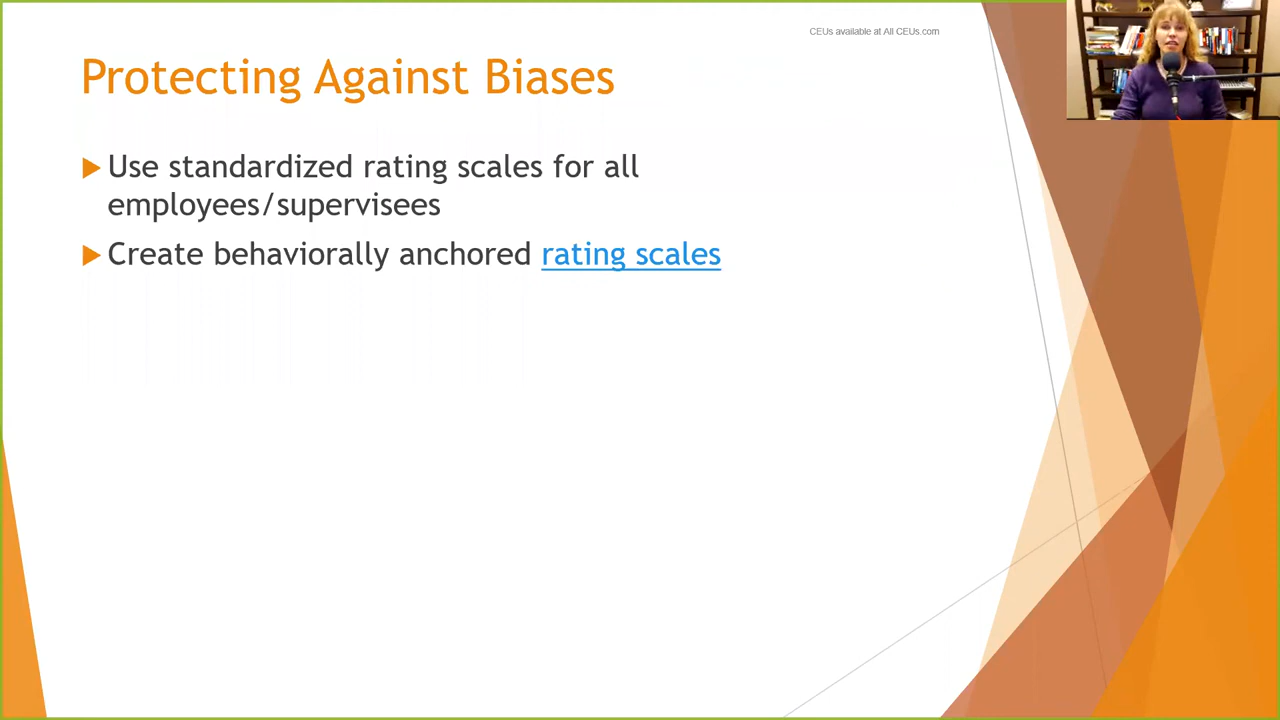 CEUs available at All CEUs.com
Protecting Against Biases
Use standardized rating scales for all
employees/supervisees
Create behaviorally anchored rating scales